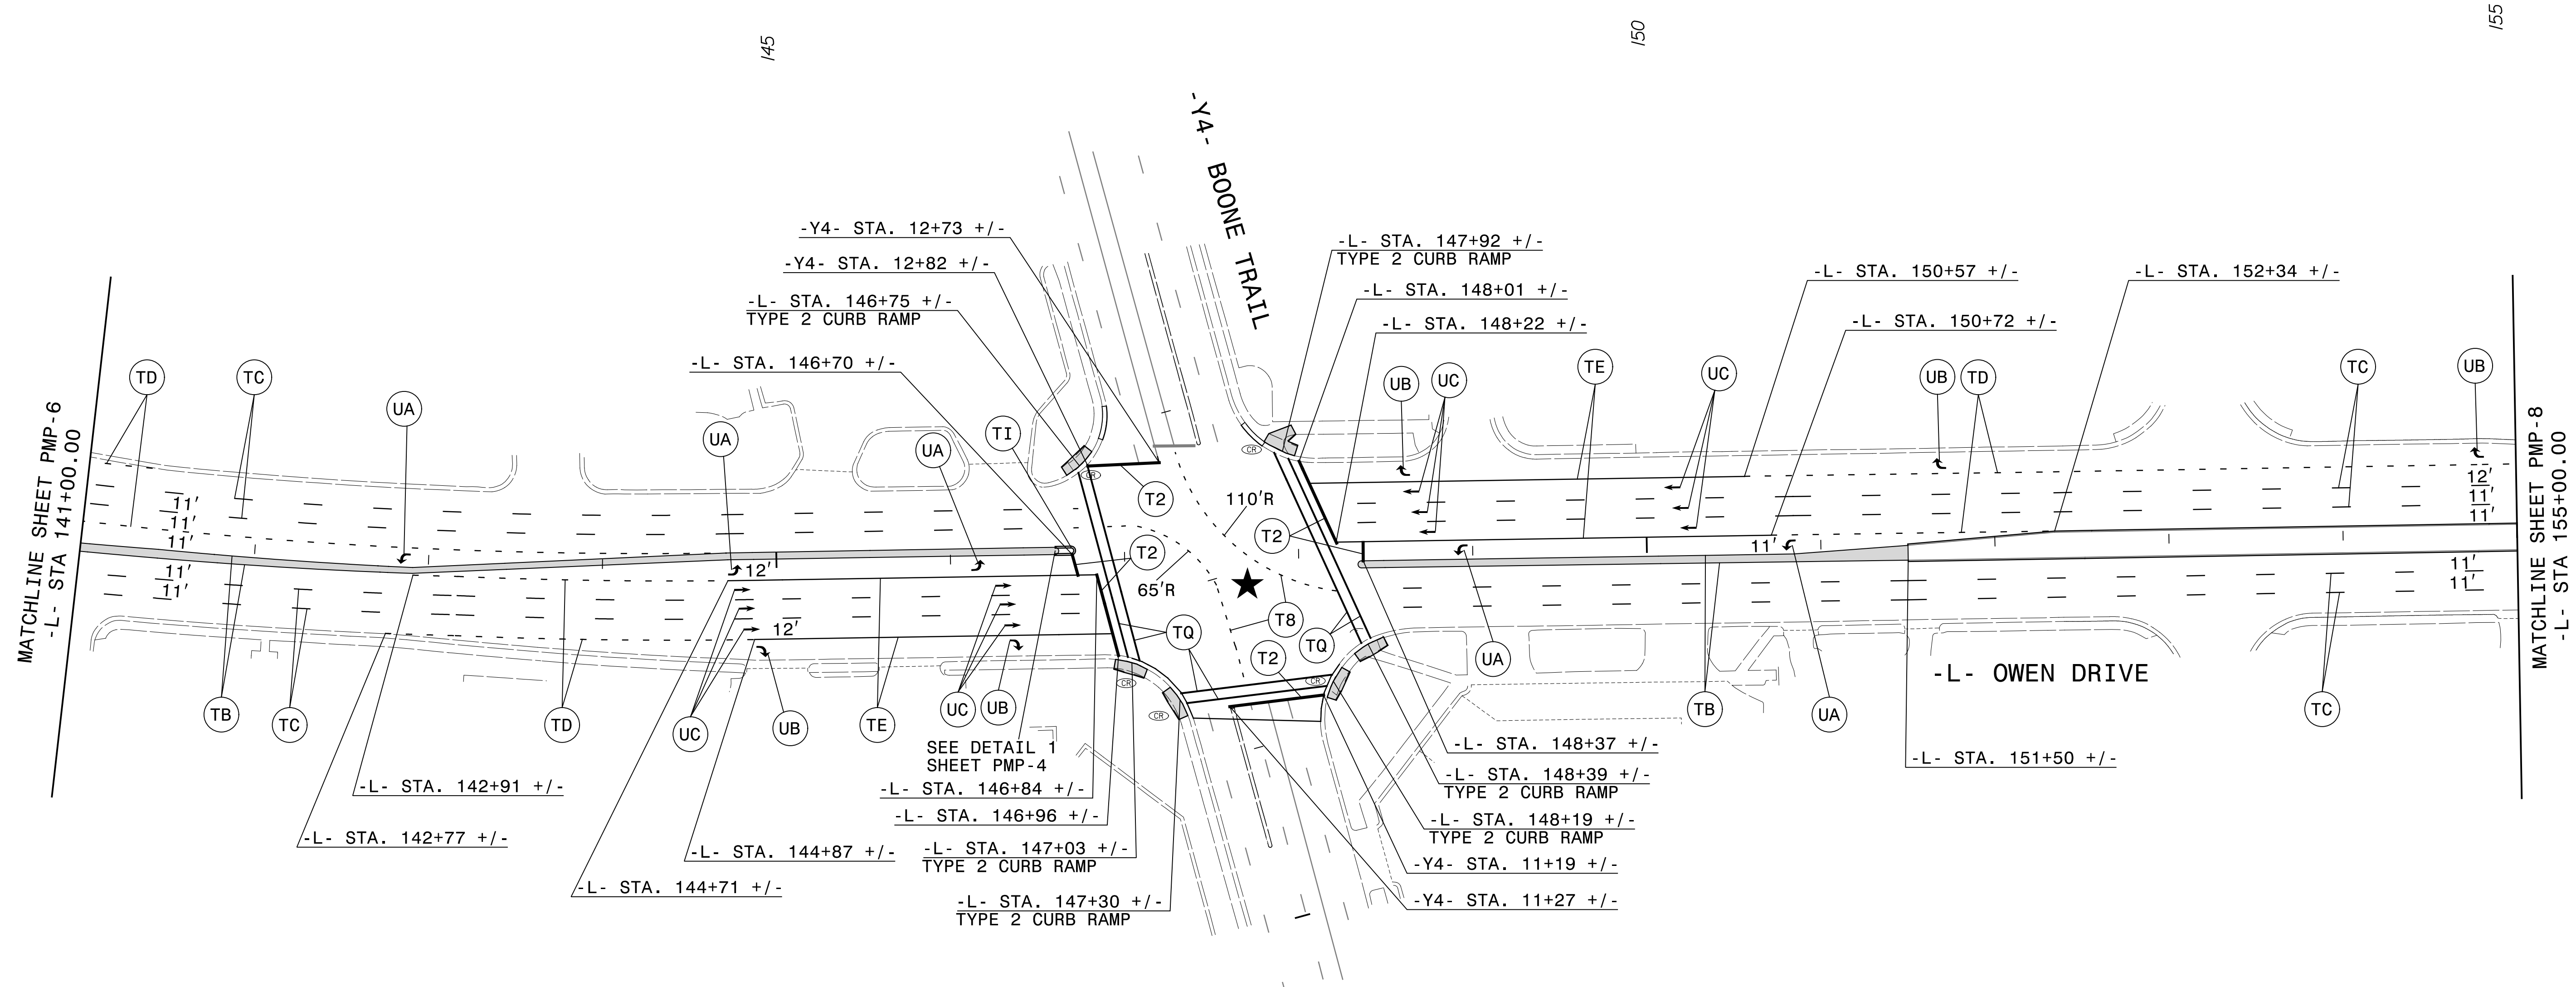 145
150
155
-Y4- BOONE TRAIL
-Y4- STA. 12+73 +/-
-Y4- STA. 12+82 +/-
-L- STA. 146+75 +/-
TYPE 2 CURB RAMP
-L- STA. 146+70 +/-
-L- STA. 147+92 +/-
TYPE 2 CURB RAMP
-L- STA. 148+01 +/-
-L- STA. 148+22 +/-
-L- STA. 150+57 +/-
-L- STA. 150+72 +/-
-L- STA. 152+34 +/-
MATCHLINE SHEET PMP-6
-L- STA 141+00.00
TD
TC
UA
UA
UA
TI
T2
UB
UC
TE
UC
UB
TD
TC
UB
MATCHLINE SHEET PMP-8
-L- STA 155+00.00
CR
CR
11'
11'
11'
11'
11'
12'
12'
110'R
65'R
T2
T2
T8
TQ
TQ
T2
11'
12'
11'
11'
11'
11'
CR
CR
CR
TB
TC
TD
UC
UB
TE
UC
UB
UA
TB
UA
TC
-L- OWEN DRIVE
SEE DETAIL 1
SHEET PMP-4
-L- STA. 142+91 +/-
-L- STA. 142+77 +/-
-L- STA. 144+87 +/-
-L- STA. 144+71 +/-
-L- STA. 146+84 +/-
-L- STA. 146+96 +/-
-L- STA. 147+03 +/-
TYPE 2 CURB RAMP
-L- STA. 147+30 +/-
TYPE 2 CURB RAMP
-L- STA. 148+37 +/-
-L- STA. 148+39 +/-
TYPE 2 CURB RAMP
-L- STA. 148+19 +/-
TYPE 2 CURB RAMP
-Y4- STA. 11+19 +/-
-Y4- STA. 11+27 +/-
-L- STA. 151+50 +/-